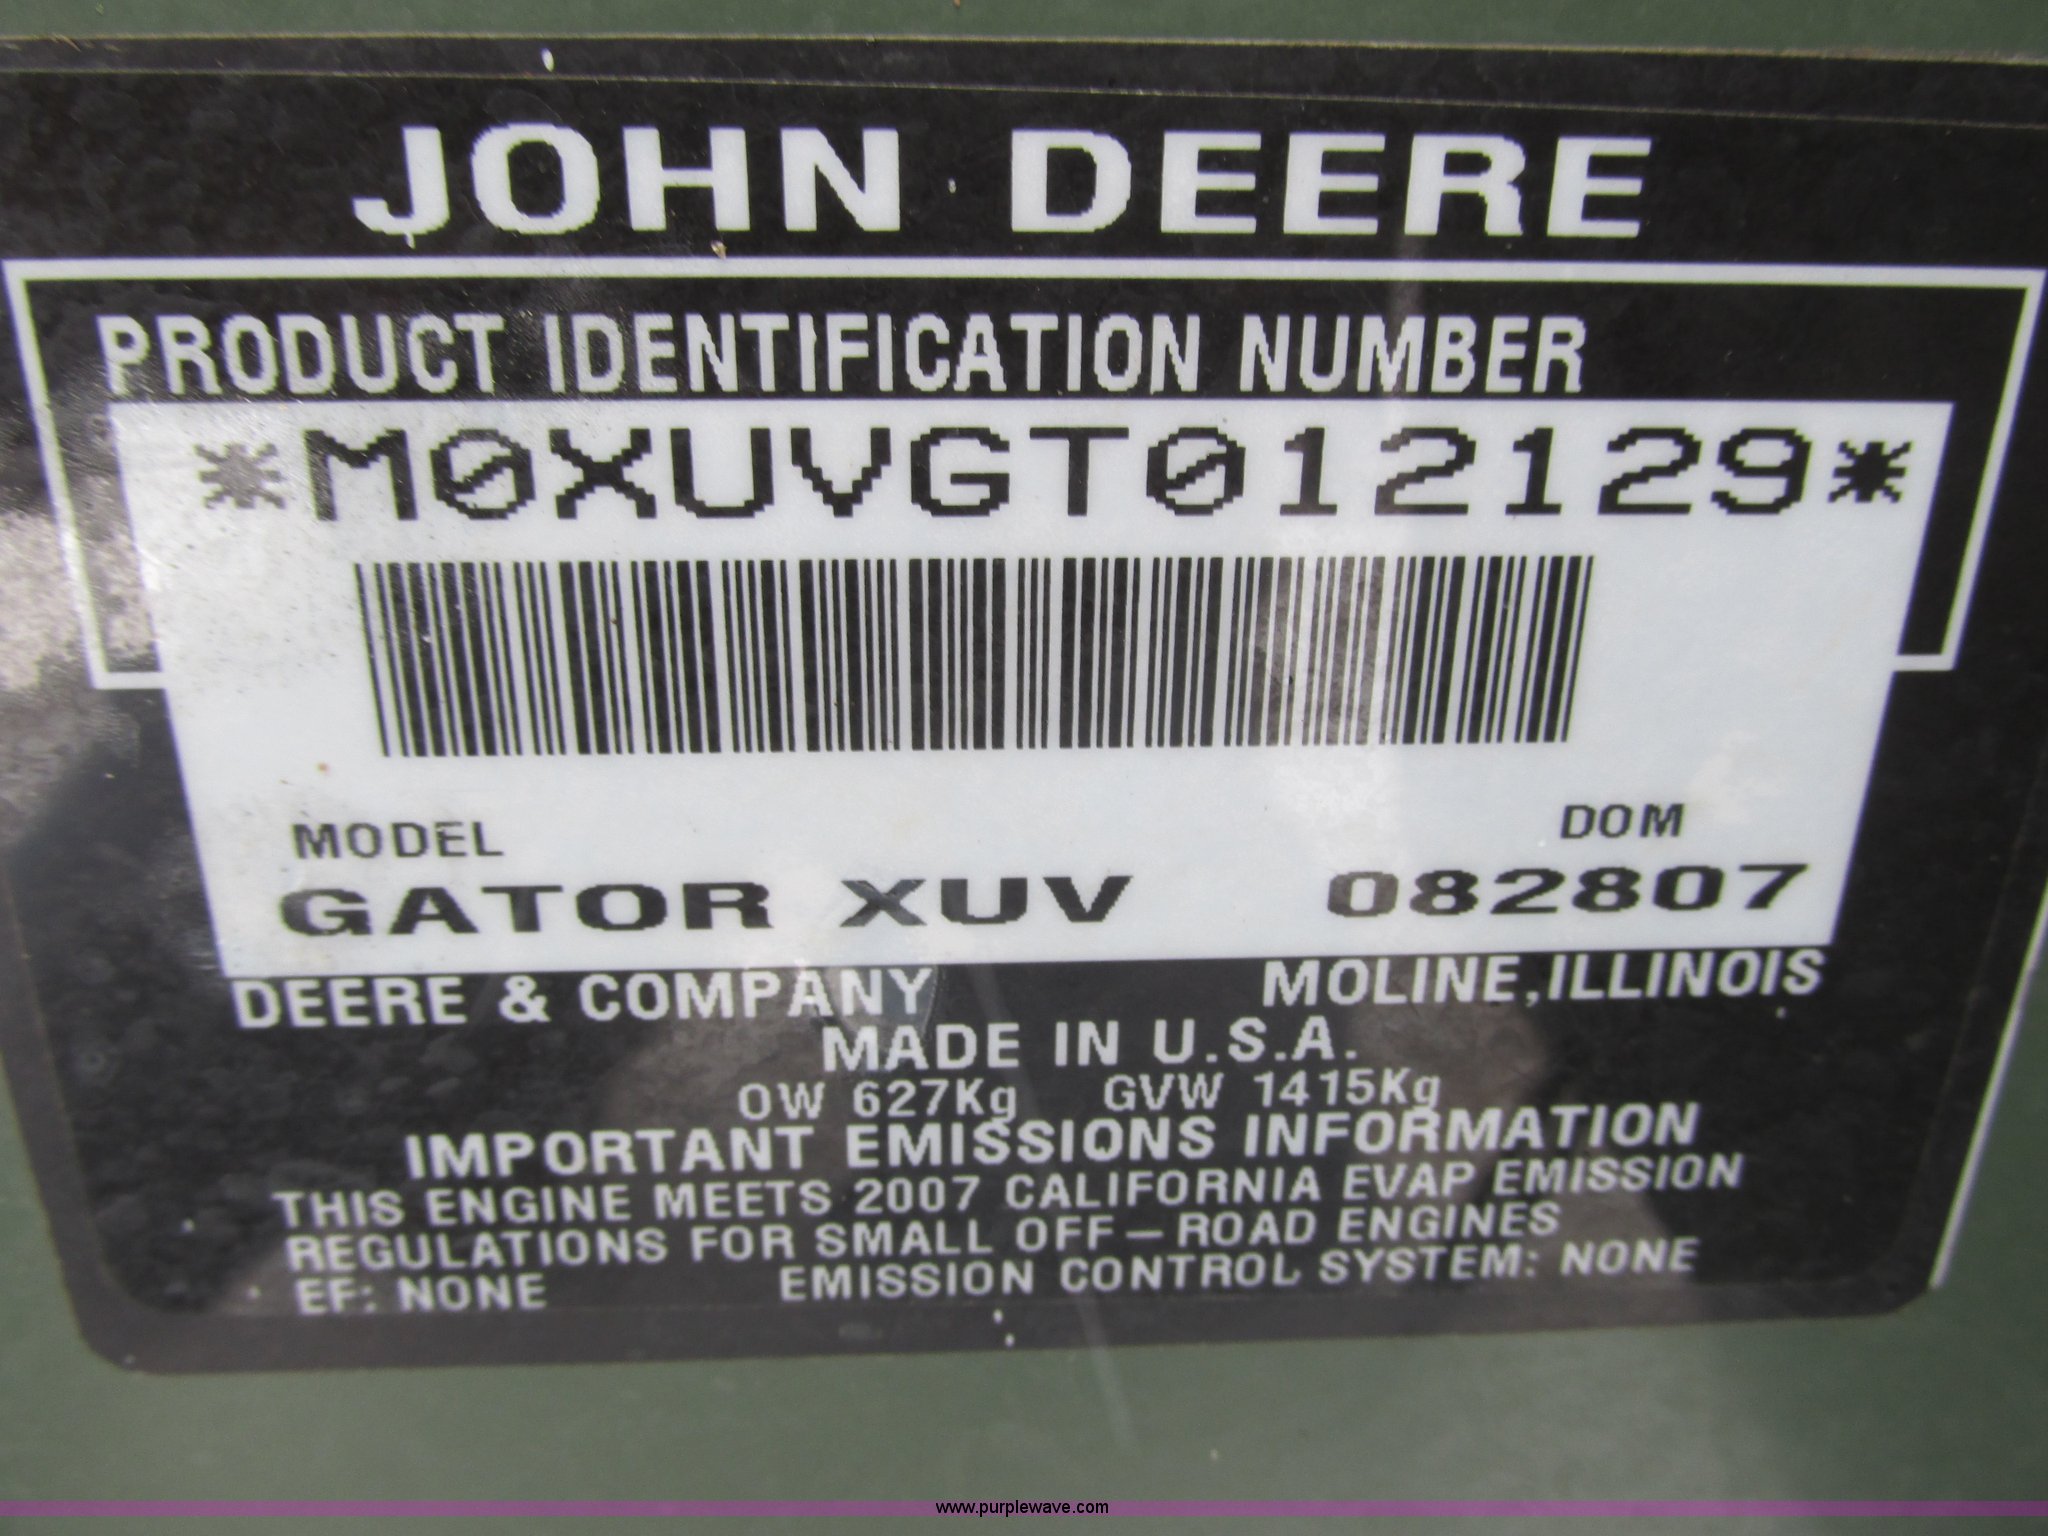 JOHN DEERE
PRODUCT IDENTIFICATION NUMBER
*M0XUVGT012129*
MODEL DOM
GATOR XUV 082807
DEERE & COMPANY MOLINE,ILLINOIS
MADE IN U.S.A.
OW 627Kg GVW 1415Kg
IMPORTANT EMISSIONS INFORMATION
THIS ENGINE MEETS 2007 CALIFORNIA EVAP EMISSION
REGULATIONS FOR SMALL OFF–ROAD ENGINES
EF: NONE EMISSION CONTROL SYSTEM: NONE
www.purplewave.com